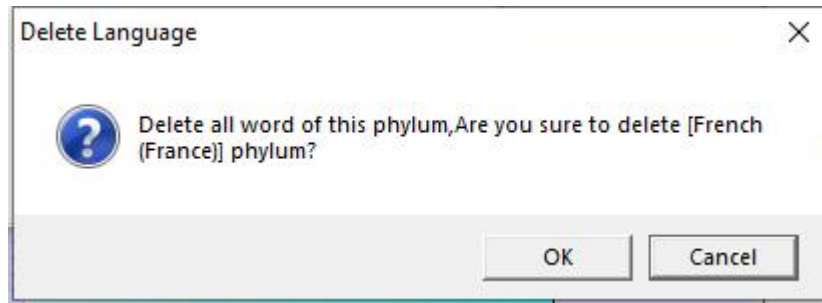 Delete Language
Delete all word of this phylum,Are you sure to delete [French
(France)] phylum?
OK
Cancel